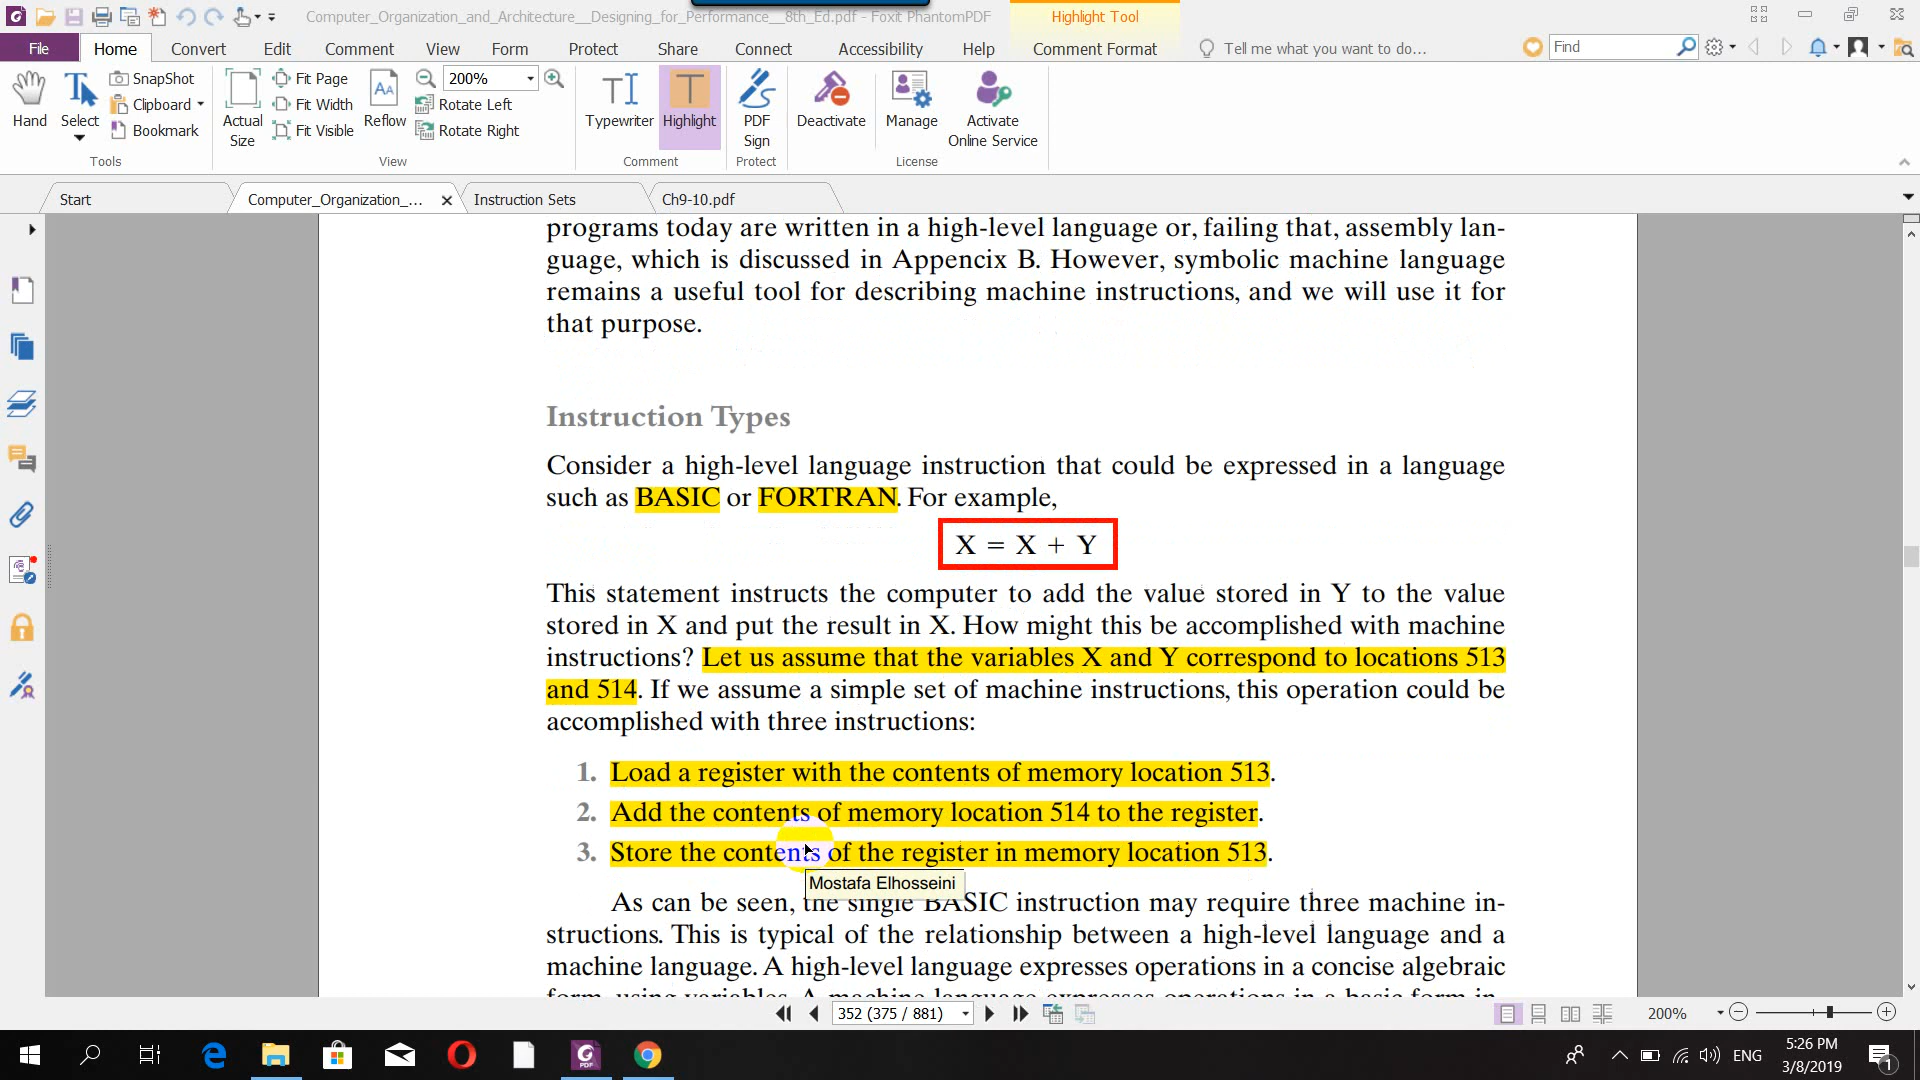 Computer_Organization_and_Architecture__Designing_for_Performance__8th_Ed.pdf - Foxit PhantomPDF
Highlight Tool
File Home Convert Edit Comment View Form Protect Share Connect Accessibility Help Comment Format Tell me what you want to do... Find
Hand
Select
SnapShot
Clipboard
Bookmark
Tools
Actual
Size
Fit Page
Fit Width
Fit Visible
Reflow
200%
Rotate Left
Rotate Right
View
Typewriter
Highlight
Comment
PDF
Sign
Protect
Deactivate
Manage
Activate
Online Service
License
Start Computer_Organization_... Instruction Sets Ch9-10.pdf
programs today are written in a high-level language or, failing that, assembly lan-
guage, which is discussed in Appencix B. However, symbolic machine language
remains a useful tool for describing machine instructions, and we will use it for
that purpose.
Instruction Types
Consider a high-level language instruction that could be expressed in a language
such as BASIC or FORTRAN. For example,
X = X + Y
This statement instructs the computer to add the value stored in Y to the value
stored in X and put the result in X. How might this be accomplished with machine
instructions? Let us assume that the variables X and Y correspond to locations 513
and 514. If we assume a simple set of machine instructions, this operation could be
accomplished with three instructions:
1. Load a register with the contents of memory location 513.
2. Add the contents of memory location 514 to the register.
3. Store the contents of the register in memory location 513.
Mostafa Elhosseini
As can be seen, the single BASIC instruction may require three machine in-
structions. This is typical of the relationship between a high-level language and a
machine language. A high-level language expresses operations in a concise algebraic
form, using variables. A machine language expresses operations in a basic form in-
352 (375 / 881)
200%
ENG
5:26 PM
3/8/2019
1